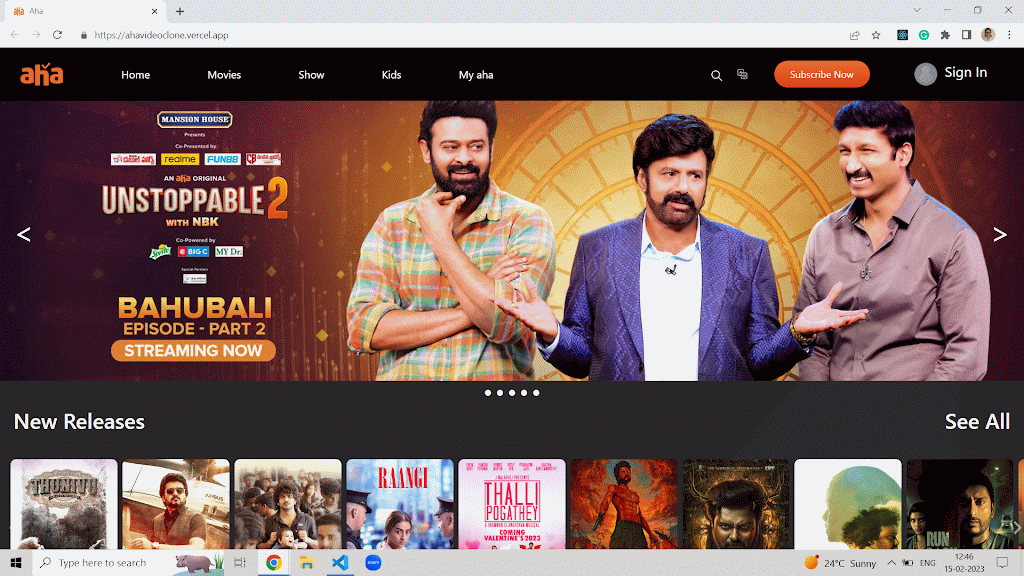 Aha
https://ahavideoclone.vercel.app
aha
Home
Movies
Show
Kids
My aha
Subscribe Now
Sign In
MANSION HOUSE
Presents
Co-Presented by
realme
FUN88
AN aha ORIGINAL
UNSTOPPABLE 2
WITH NBK
Co-Powered by
Sprite
BIG C
MY Dr.
Special Partners
BAHUBALI
EPISODE - PART 2
STREAMING NOW
<
>
New Releases
See All
THUNIVU
RAANGI
THALLI
POGATHEY
COMING
VALENTINE'S 2023
RUN
Type here to search
zoom
24°C Sunny
ENG
12:46
15-02-2023